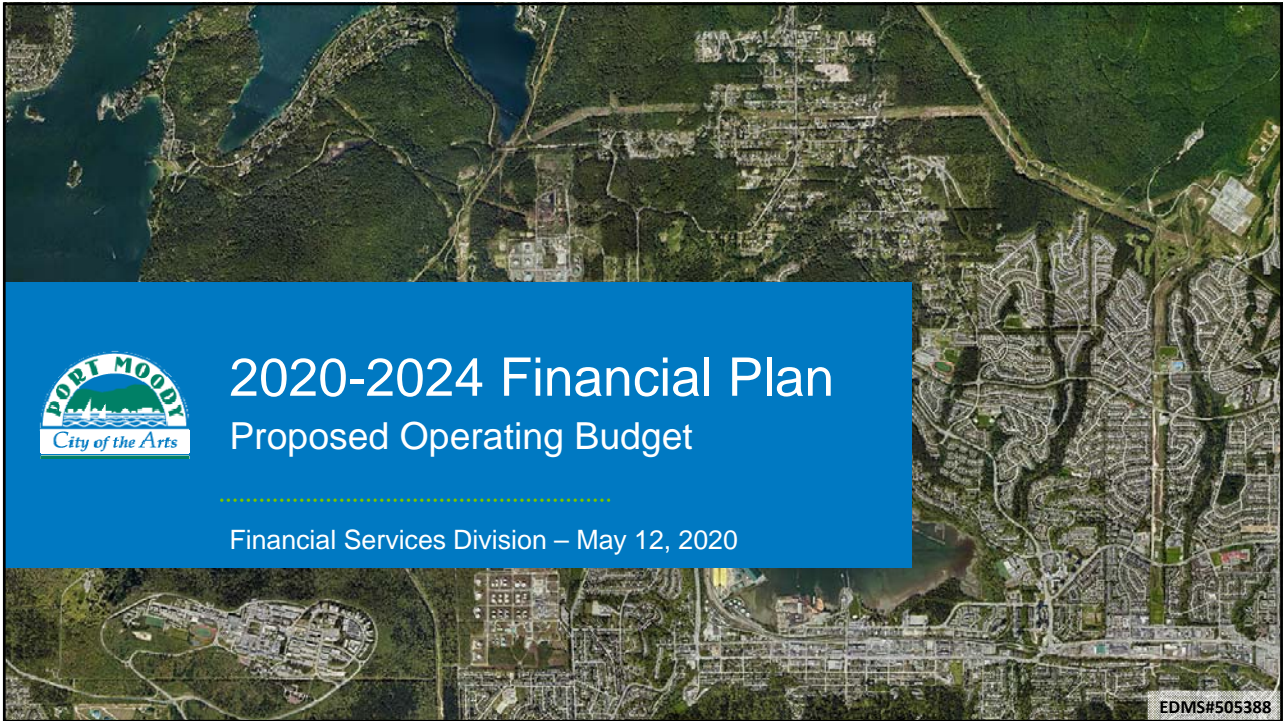 PORT MOODY
City of the Arts
2020-2024 Financial Plan
Proposed Operating Budget
Financial Services Division – May 12, 2020
EDMS#505388